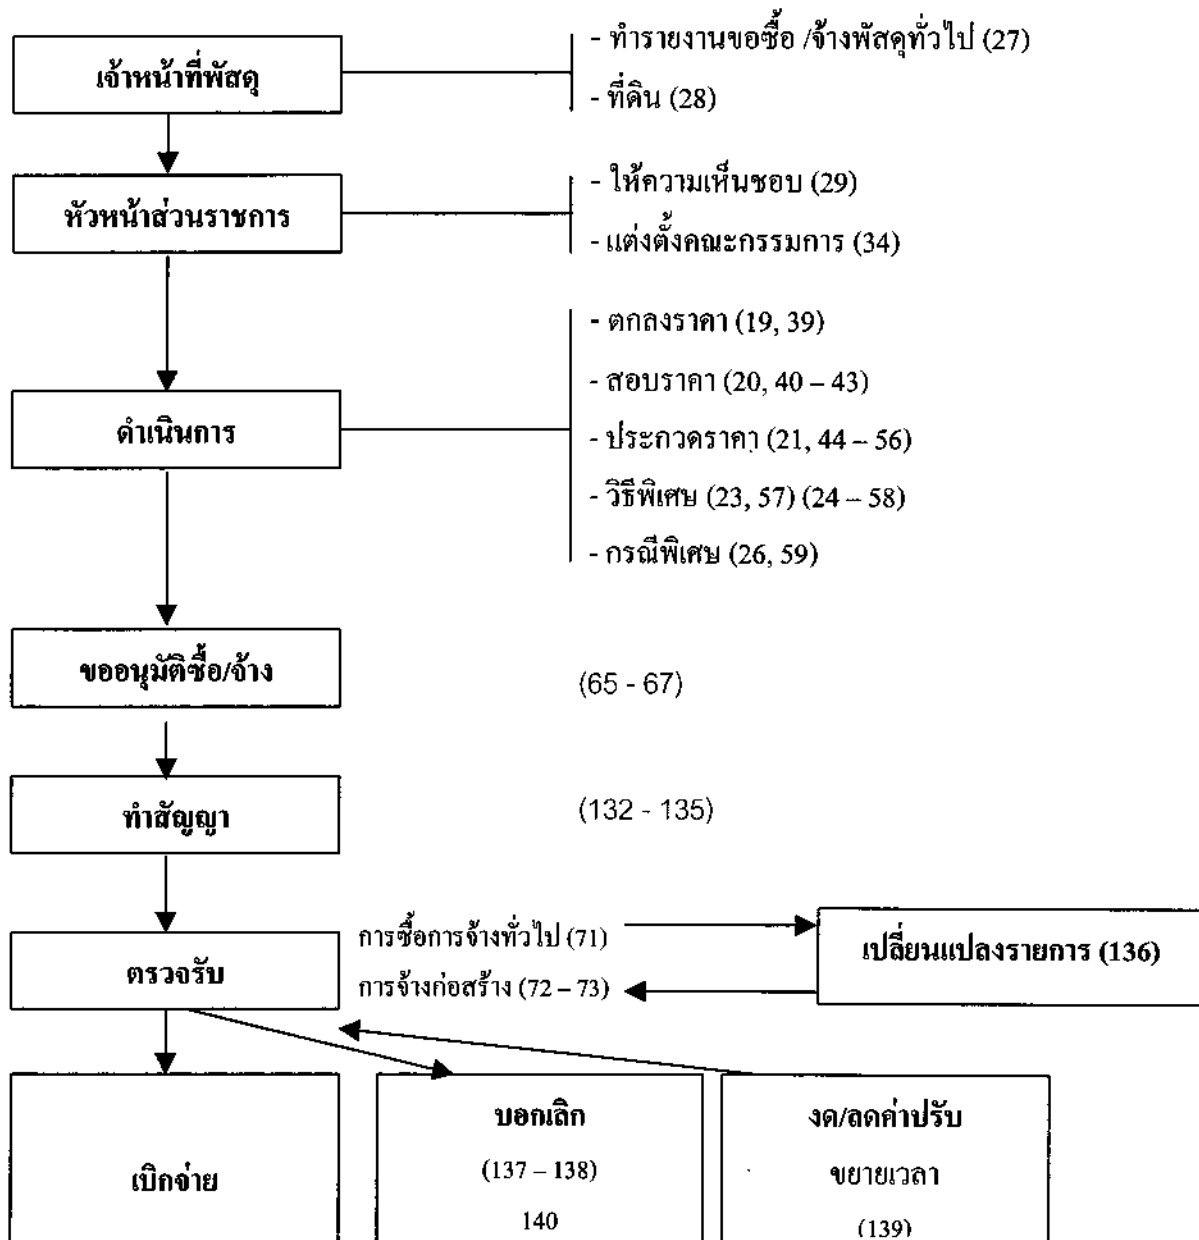 เจ้าหน้าที่พัสดุ
- ทำรายงานขอซื้อ /จ้างพัสดุทั่วไป (27)
- ที่ดิน (28)
หัวหน้าส่วนราชการ
- ให้ความเห็นชอบ (29)
- แต่งตั้งคณะกรรมการ (34)
ดำเนินการ
- ตกลงราคา (19, 39)
- สอบราคา (20, 40 – 43)
- ประกวดราคา (21, 44 – 56)
- วิธีพิเศษ (23, 57) (24 – 58)
- กรณีพิเศษ (26, 59)
ขออนุมัติซื้อ/จ้าง
(65 - 67)
ทำสัญญา
(132 - 135)
ตรวจรับ
การซื้อการจ้างทั่วไป (71)
การจ้างก่อสร้าง (72 – 73)
เปลี่ยนแปลงรายการ (136)
เบิกจ่าย
บอกเลิก
(137 – 138)
140
งด/ลดค่าปรับ
ขยายเวลา
(139)